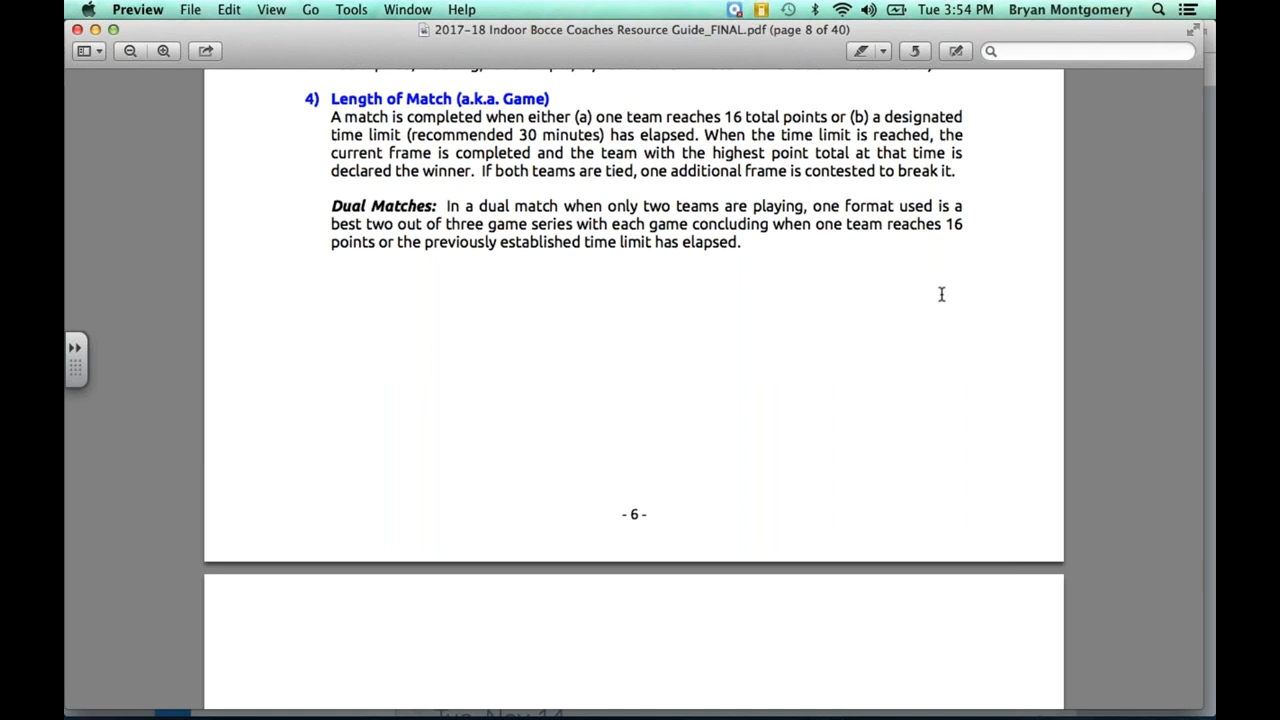 Preview File Edit View Go Tools Window Help Tue 3:54 PM Bryan Montgomery
2017-18 Indoor Bocce Coaches Resource Guide_FINAL.pdf (page 8 of 40)
4) Length of Match (a.k.a. Game)
A match is completed when either (a) one team reaches 16 total points or (b) a designated
time limit (recommended 30 minutes) has elapsed. When the time limit is reached, the
current frame is completed and the team with the highest point total at that time is
declared the winner. If both teams are tied, one additional frame is contested to break it.
Dual Matches: In a dual match when only two teams are playing, one format used is a
best two out of three game series with each game concluding when one team reaches 16
points or the previously established time limit has elapsed.
- 6 -
Tue, Nov 14